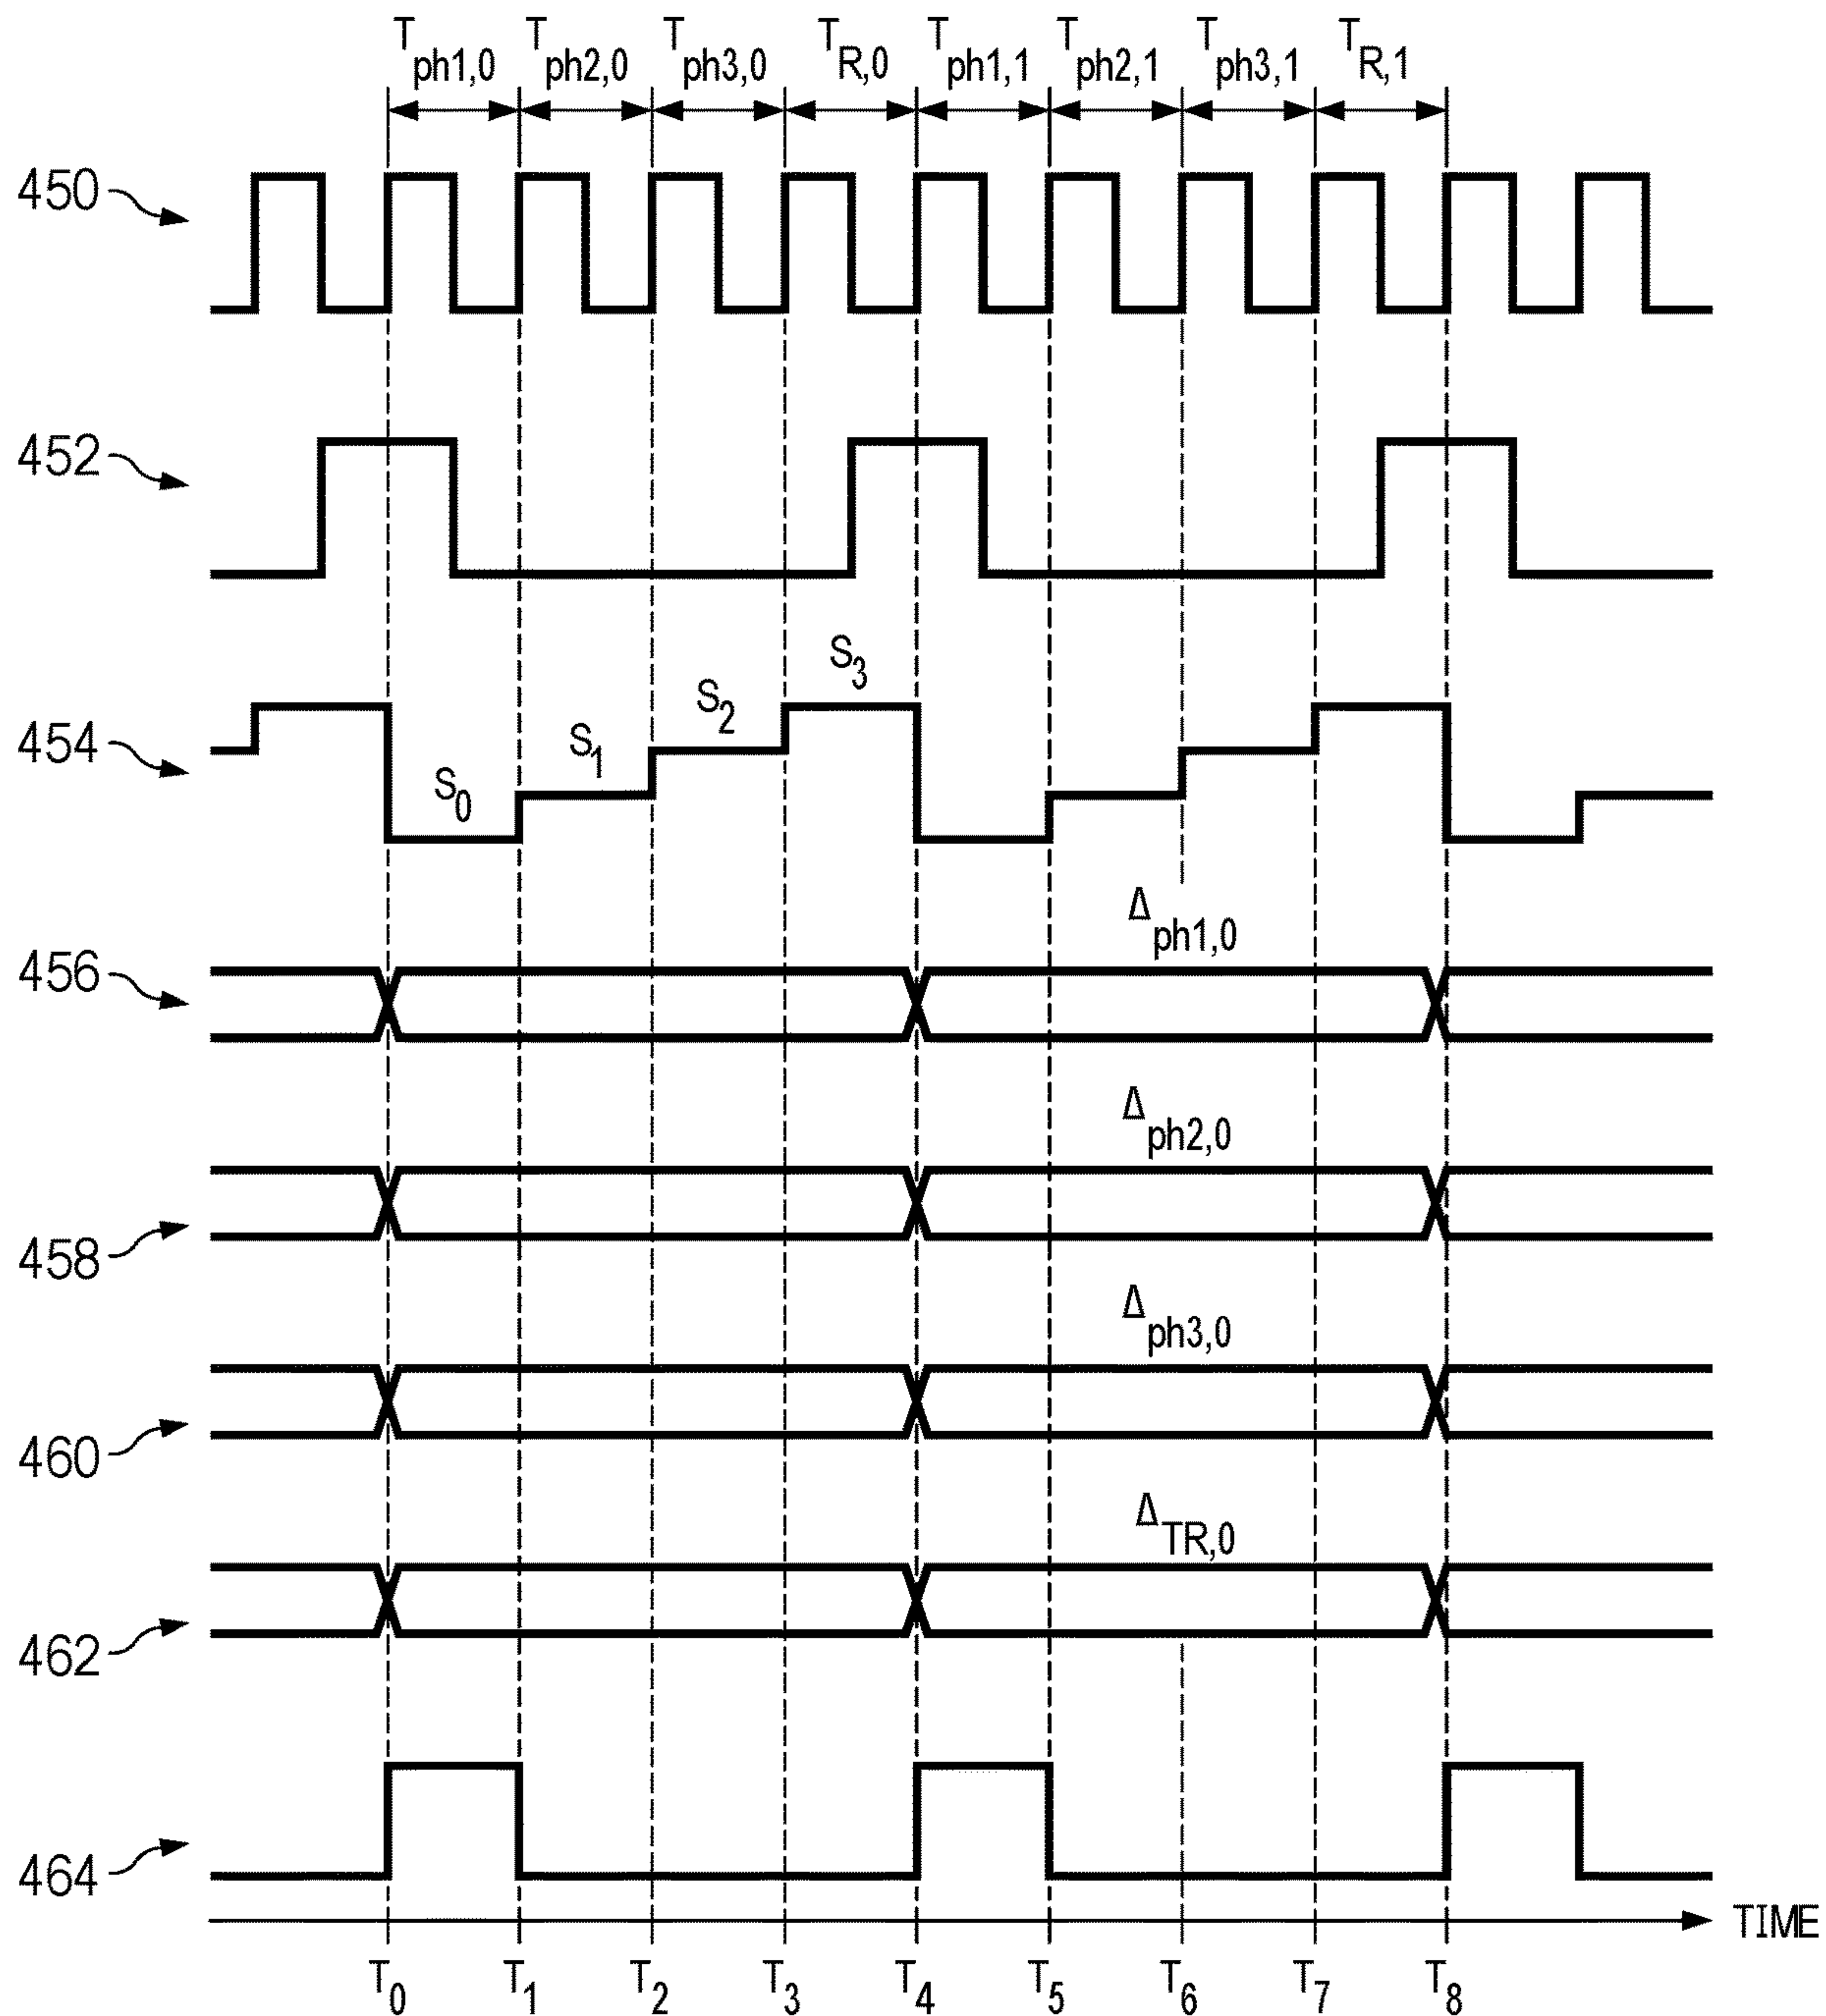 Tph1,0 Tph2,0 Tph3,0 TR,0 Tph1,1 Tph2,1 Tph3,1 TR,1
450
452
S3
S2
454 S1
S0
Δph1,0
456
Δph2,0
458
Δph3,0
460
ΔTR,0
462
464
TIME
T0 T1 T2 T3 T4 T5 T6 T7 T8